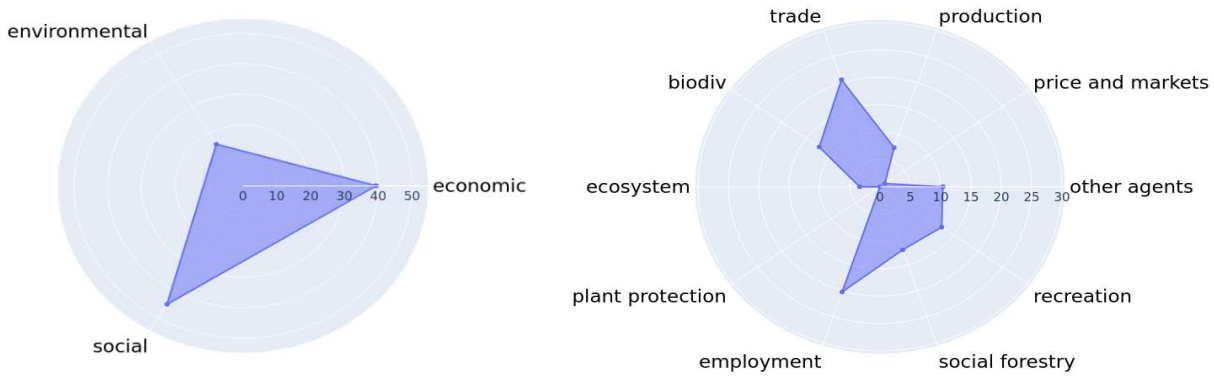 environmental
economic
social
0 10 20 30 40 50
trade
production
biodiv
price and markets
ecosystem
other agents
0 5 10 15 20 25 30
plant protection
recreation
employment
social forestry